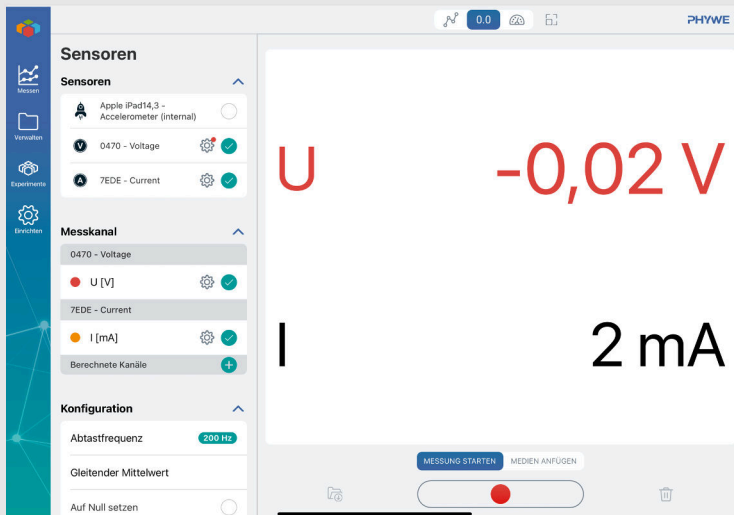 0.0
PHYWE
Messen
Verwalten
Experimente
Einrichten
Sensoren
Sensoren
Apple iPad14,3 -
Accelerometer (internal)
V
0470 - Voltage
A
7EDE - Current
Messkanal
0470 - Voltage
U [V]
7EDE - Current
I [mA]
Berechnete Kanäle
Konfiguration
Abtastfrequenz
200 Hz
Gleitender Mittelwert
Auf Null setzen
U -0,02 V
I 2 mA
MESSUNG STARTEN
MEDIEN ANFÜGEN